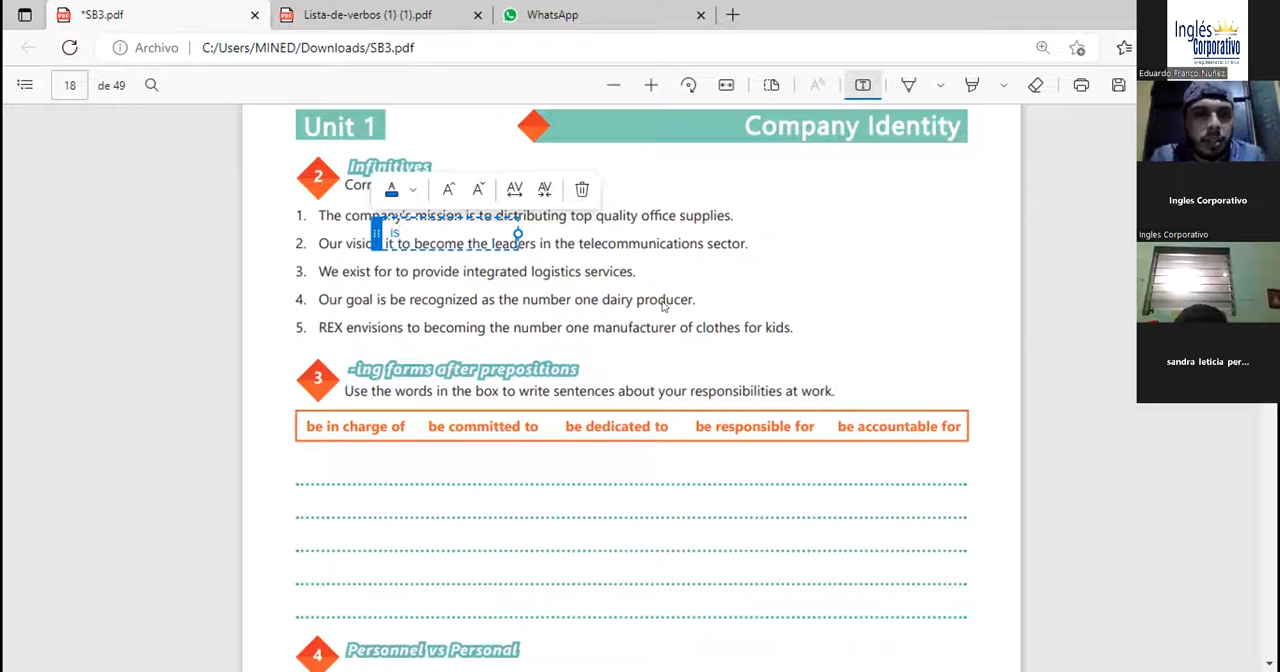 *SB3.pdf
Lista-de-verbos (1) (1).pdf
WhatsApp
Archivo
C:/Users/MINED/Downloads/SB3.pdf
18
de 49
Unit 1
Company Identity
2
Infinitives
Corr
1. The company's mission is to distributing top quality office supplies.
is
2. Our visio it to become the leaders in the telecommunications sector.
3. We exist for to provide integrated logistics services.
4. Our goal is be recognized as the number one dairy producer.
5. REX envisions to becoming the number one manufacturer of clothes for kids.
3
-ing forms after prepositions
Use the words in the box to write sentences about your responsibilities at work.
be in charge of
be committed to
be dedicated to
be responsible for
be accountable for
4
Personnel vs Personal
Inglés
Corporativo
Eduardo Franco Nuñez
Ingles Corporativo
Ingles Corporativo
sandra leticia per...